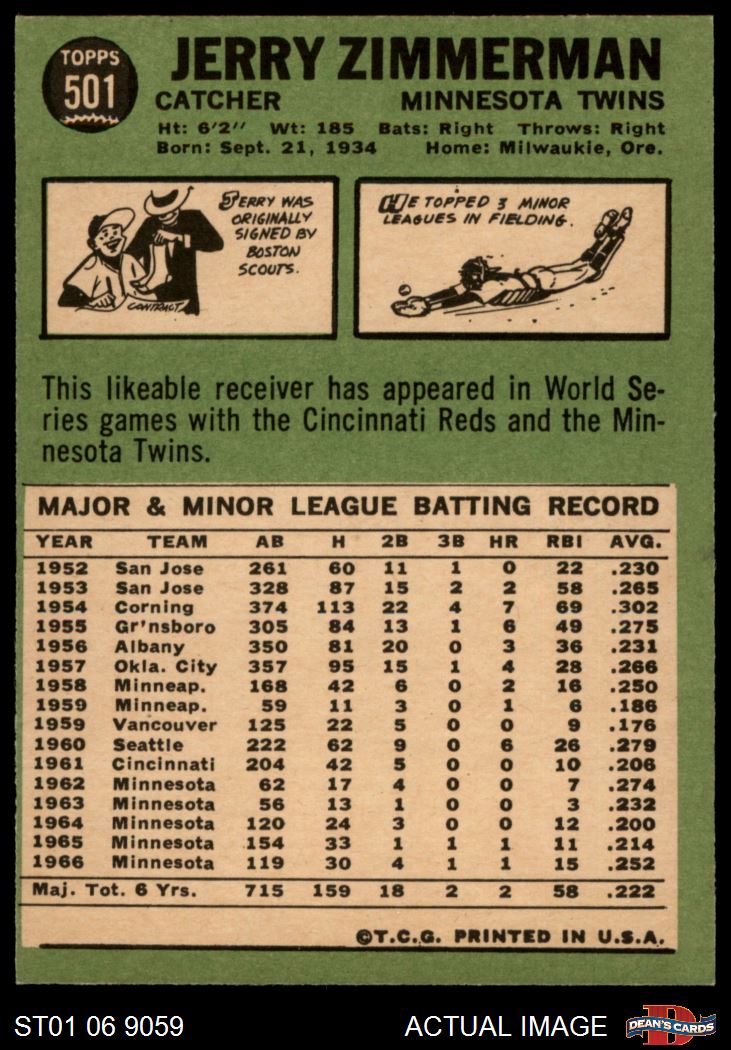 TOPPS
501
JERRY ZIMMERMAN
CATCHER MINNESOTA TWINS
Ht: 6'2" Wt: 185 Bats: Right Throws: Right
Born: Sept. 21, 1934 Home: Milwaukie, Ore.
JERRY WAS
ORIGINALLY
SIGNED BY
BOSTON
SCOUTS.
CONTRACT
HE TOPPED 3 MINOR
LEAGUES IN FIELDING.
This likeable receiver has appeared in World Se-
ries games with the Cincinnati Reds and the Min-
nesota Twins.
MAJOR & MINOR LEAGUE BATTING RECORD
YEAR TEAM AB H 2B 3B HR RBI AVG.
1952 San Jose 261 60 11 1 0 22 .230
1953 San Jose 328 87 15 2 2 58 .265
1954 Corning 374 113 22 4 7 69 .302
1955 Gr'nsboro 305 84 13 1 6 49 .275
1956 Albany 350 81 20 0 3 36 .231
1957 Okla. City 357 95 15 1 4 28 .266
1958 Minneap. 168 42 6 0 2 16 .250
1959 Minneap. 59 11 3 0 1 6 .186
1959 Vancouver 125 22 5 0 0 9 .176
1960 Seattle 222 62 9 0 6 26 .279
1961 Cincinnati 204 42 5 0 0 10 .206
1962 Minnesota 62 17 4 0 0 7 .274
1963 Minnesota 56 13 1 0 0 3 .232
1964 Minnesota 120 24 3 0 0 12 .200
1965 Minnesota 154 33 1 1 1 11 .214
1966 Minnesota 119 30 4 1 1 15 .252
Maj. Tot. 6 Yrs. 715 159 18 2 2 58 .222
©T.C.G. PRINTED IN U.S.A.
ST01 06 9059 ACTUAL IMAGE DEAN'S CARDS